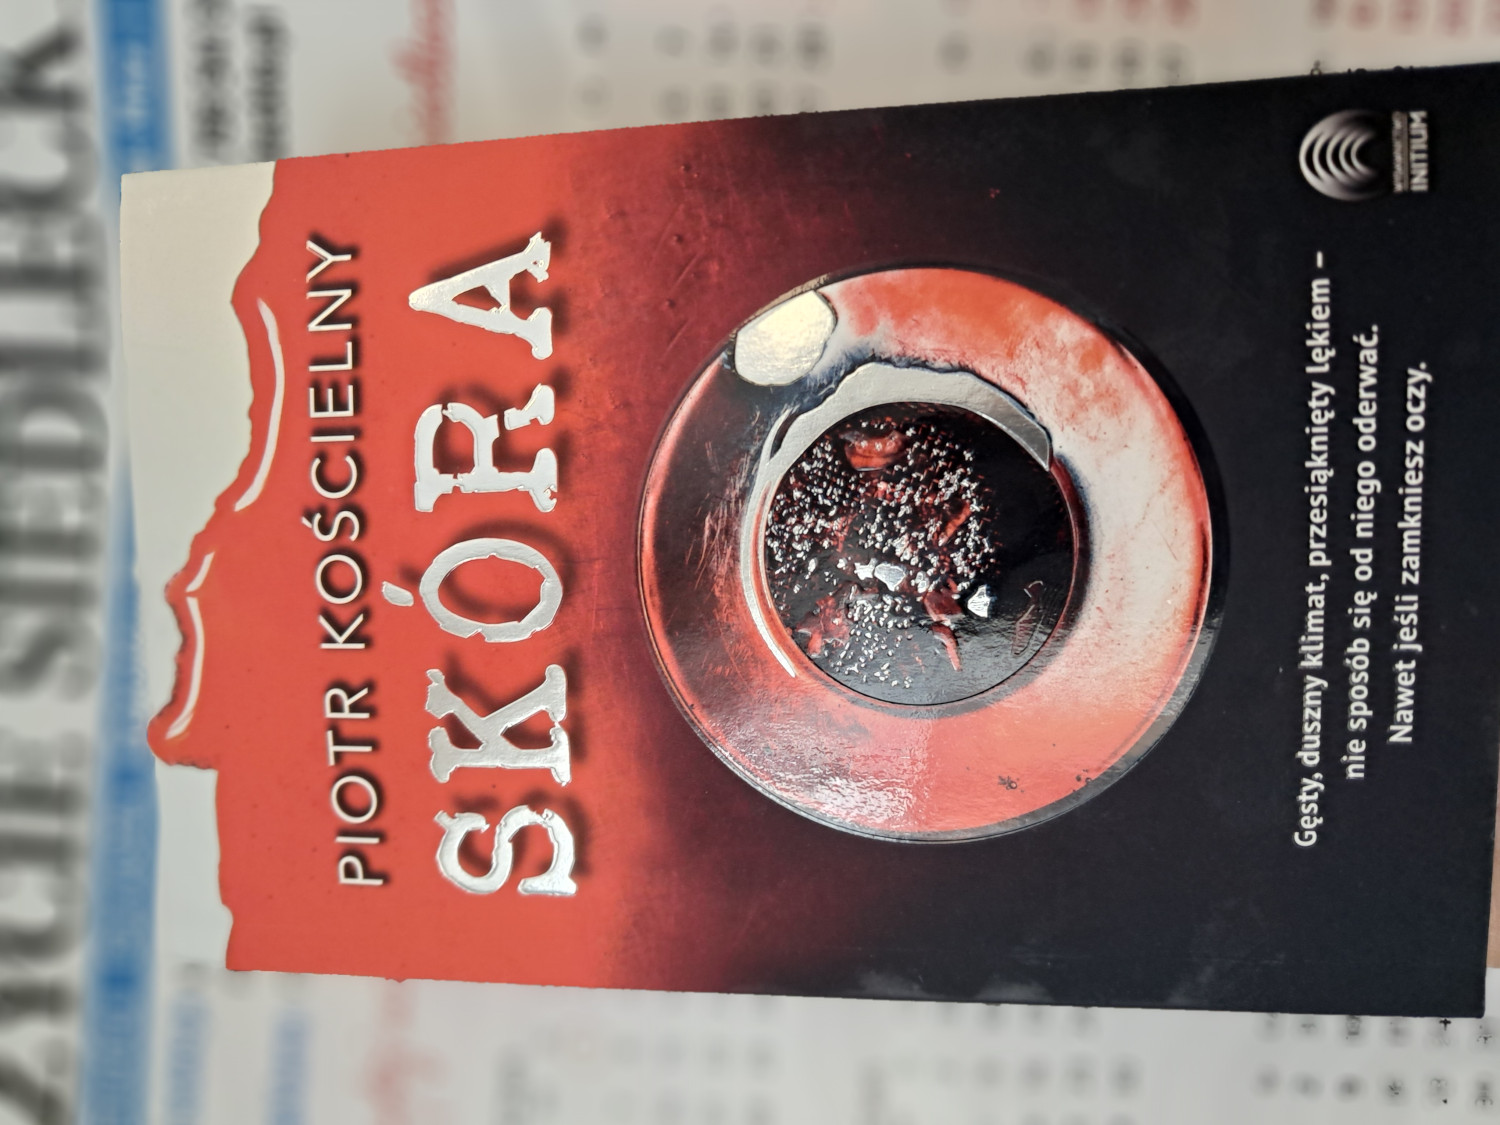 PIOTR KOŚCIELNY
SKÓRA
Gęsty, duszny klimat, przesiąknięty lękiem –
nie sposób się od niego oderwać.
Nawet jeśli zamkniesz oczy.
WYDAWNICTWO
INITIUM